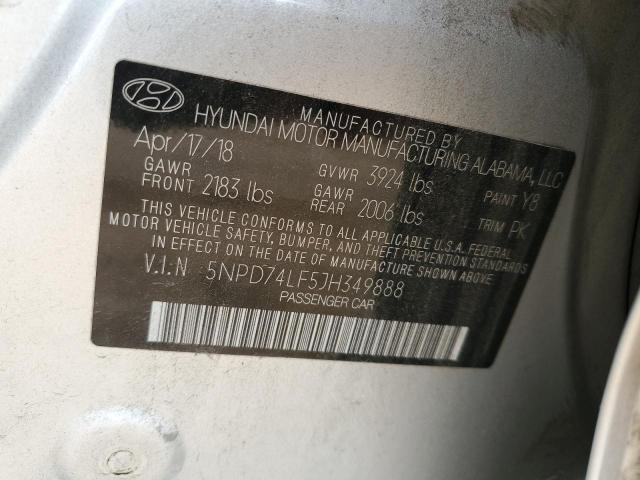 MANUFACTURED BY
HYUNDAI MOTOR MANUFACTURING ALABAMA, LLC
Apr/17/18
GVWR 3924 lbs
GAWR FRONT 2183 lbs
GAWR REAR 2006 lbs
PAINT Y8
TRIM PK
THIS VEHICLE CONFORMS TO ALL APPLICABLE U.S.A. FEDERAL
MOTOR VEHICLE SAFETY, BUMPER, AND THEFT PREVENTION STANDARDS
IN EFFECT ON THE DATE OF MANUFACTURE SHOWN ABOVE
V.I.N 5NPD74LF5JH349888
PASSENGER CAR